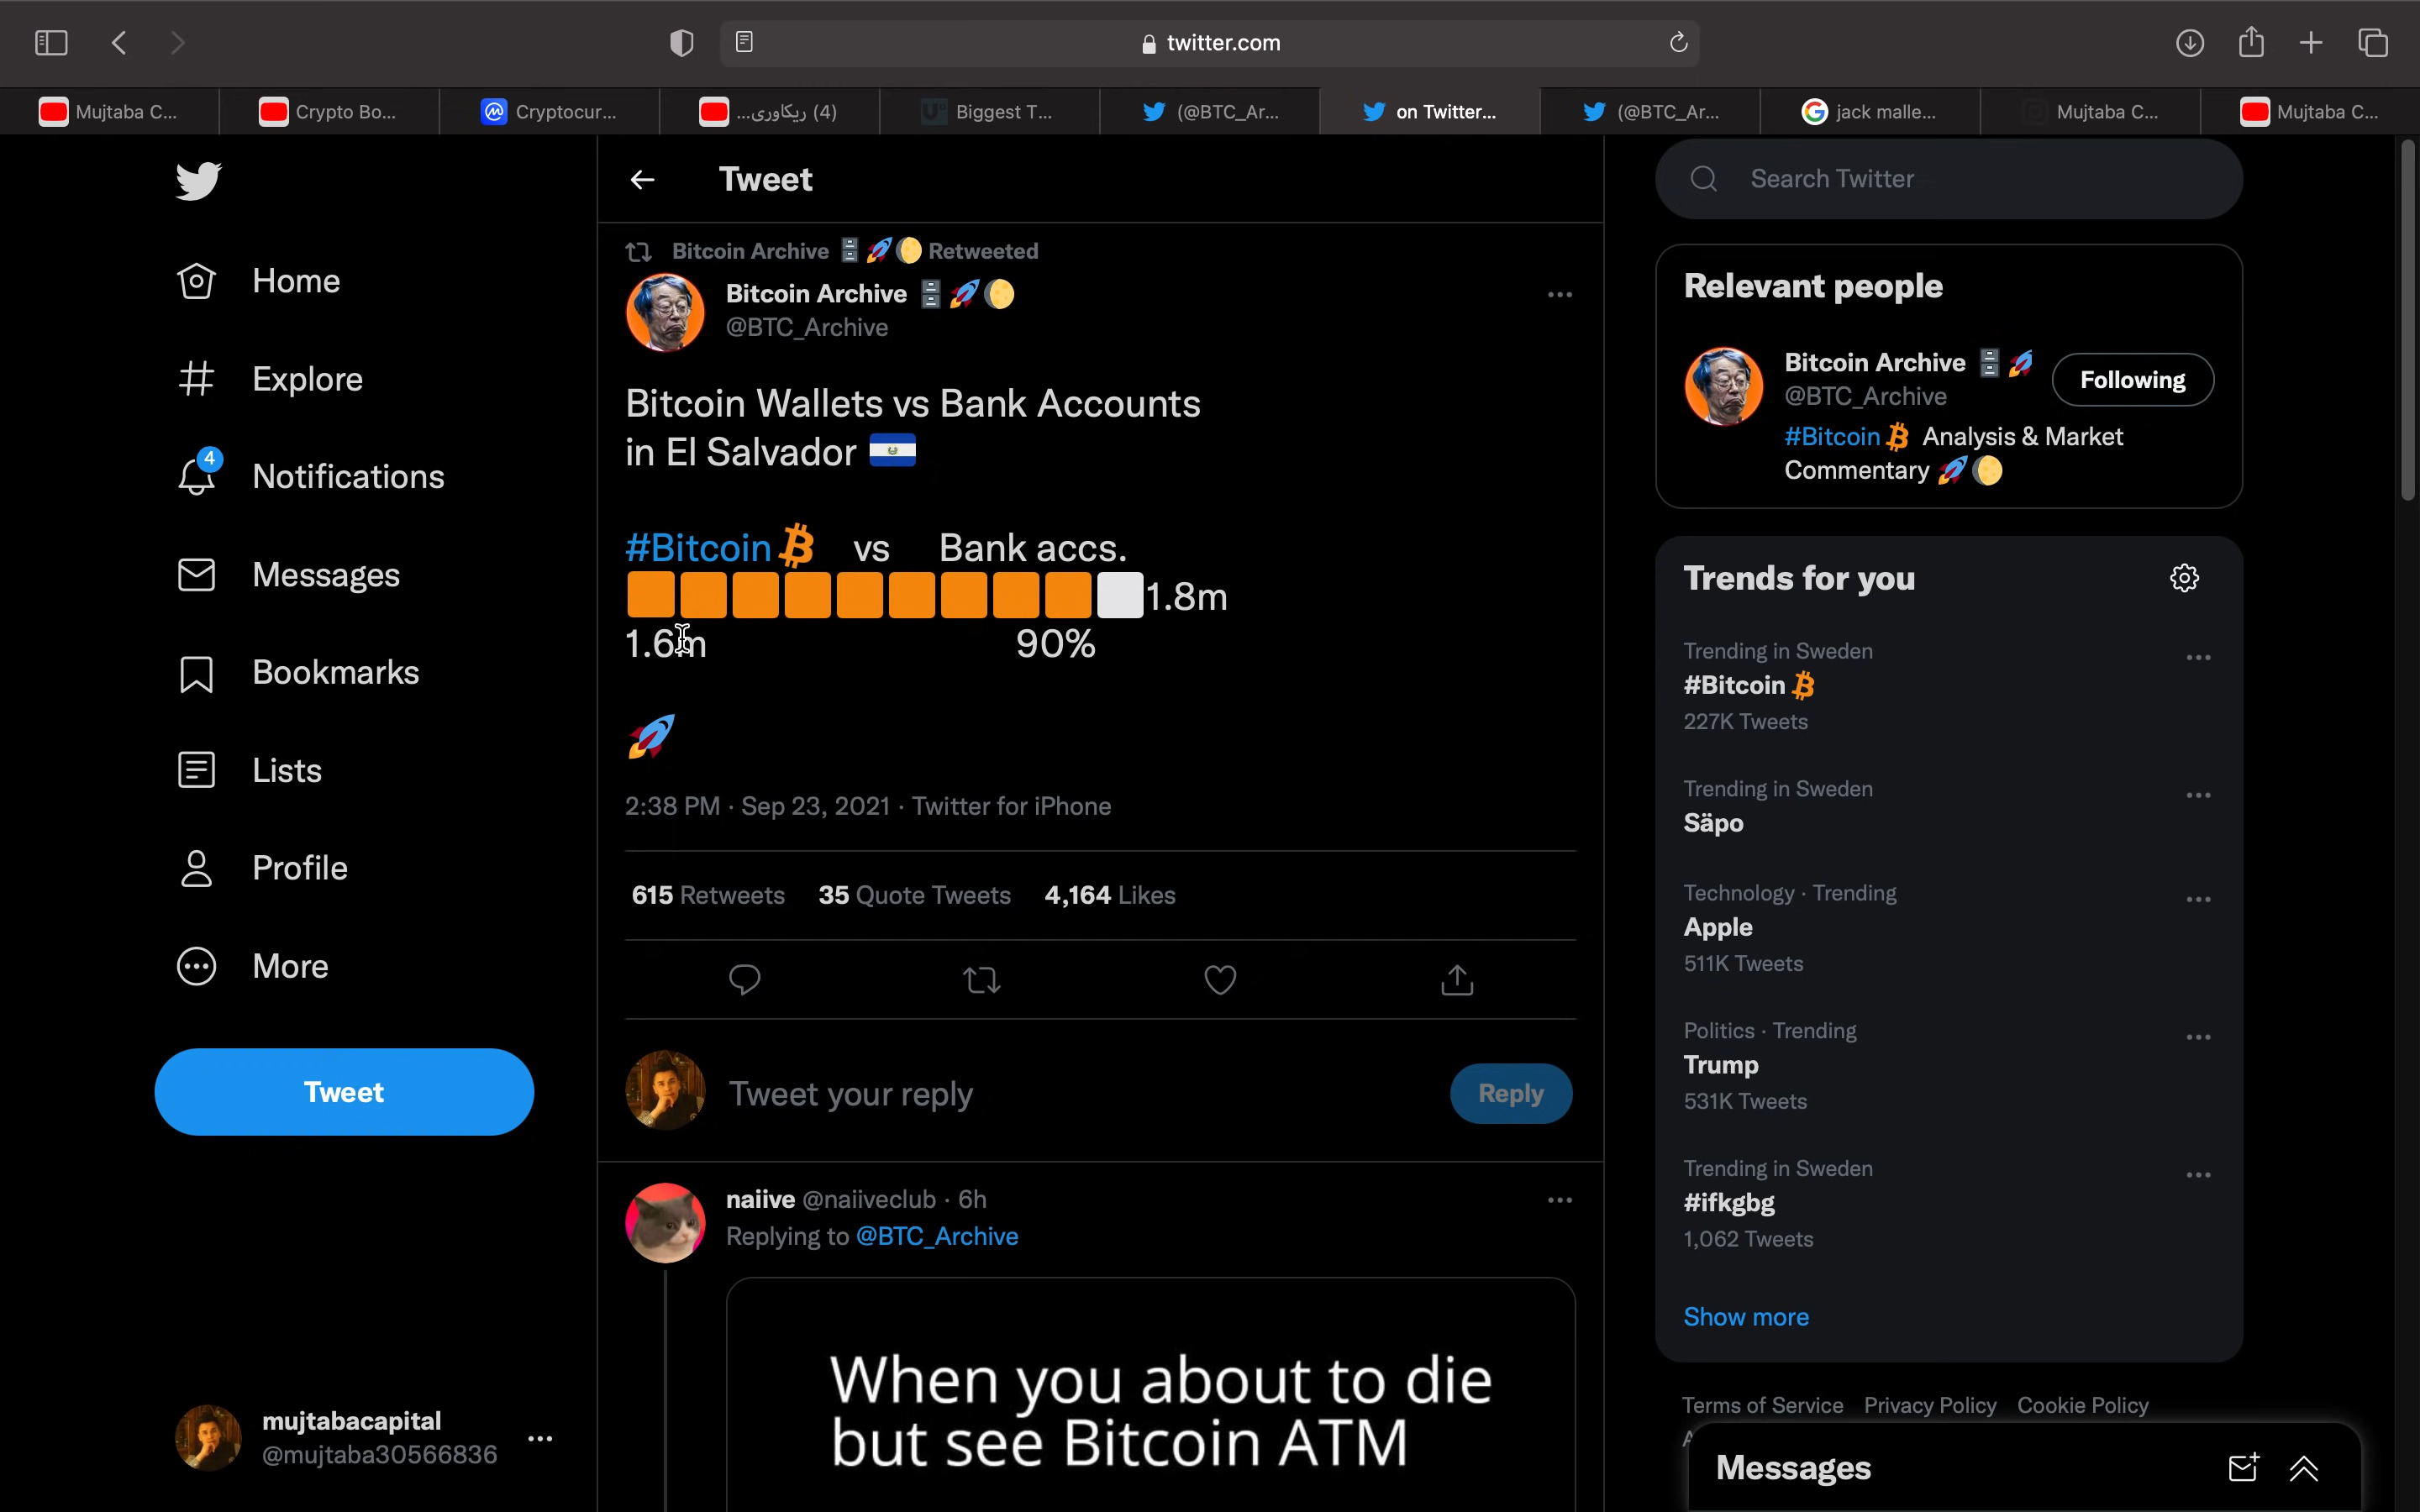 twitter.com
Mujtaba C...
Crypto Bo...
Cryptocur...
(4) ریکاوری...
Biggest T...
(@BTC_Ar...
on Twitter...
(@BTC_Ar...
jack malle...
Mujtaba C...
Mujtaba C...
Home
Explore
4
Notifications
Messages
Bookmarks
Lists
Profile
More
Tweet
mujtabacapital
@mujtaba30566836
Tweet
Bitcoin Archive 🗄️🚀🌔 Retweeted
Bitcoin Archive 🗄️🚀🌔
@BTC_Archive
Bitcoin Wallets vs Bank Accounts
in El Salvador 🇸🇻
#Bitcoin vs Bank accs.
🟧🟧🟧🟧🟧🟧🟧🟧🟧⬜1.8m
1.6m 90%
🚀
2:38 PM · Sep 23, 2021 · Twitter for iPhone
615 Retweets 35 Quote Tweets 4,164 Likes
Tweet your reply
Reply
naiive @naiiveclub · 6h
Replying to @BTC_Archive
When you about to die
but see Bitcoin ATM
Search Twitter
Relevant people
Bitcoin Archive 🗄️🚀
@BTC_Archive
Following
#Bitcoin Analysis & Market
Commentary 🚀🌔
Trends for you
Trending in Sweden
#Bitcoin
227K Tweets
Trending in Sweden
Säpo
Technology · Trending
Apple
511K Tweets
Politics · Trending
Trump
531K Tweets
Trending in Sweden
#ifkgbg
1,062 Tweets
Show more
Terms of Service Privacy Policy Cookie Policy
Messages